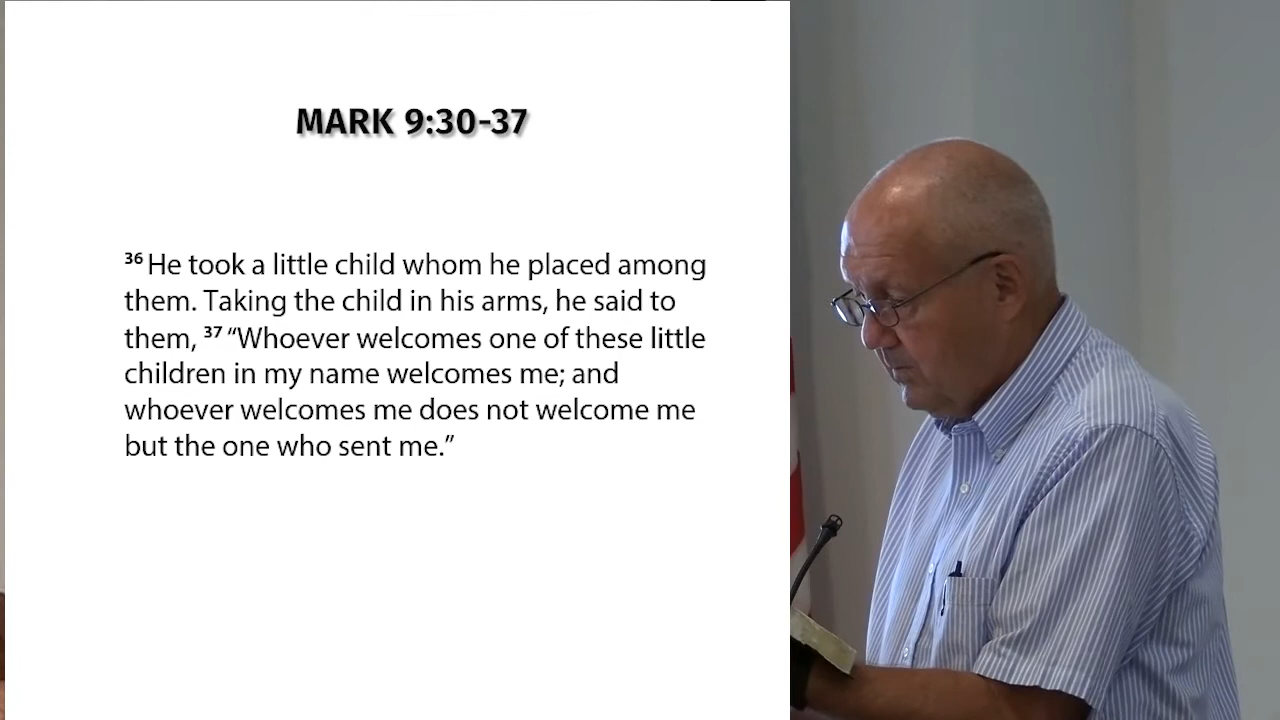 MARK 9:30-37
³⁶ He took a little child whom he placed among
them. Taking the child in his arms, he said to
them, ³⁷ “Whoever welcomes one of these little
children in my name welcomes me; and
whoever welcomes me does not welcome me
but the one who sent me.”